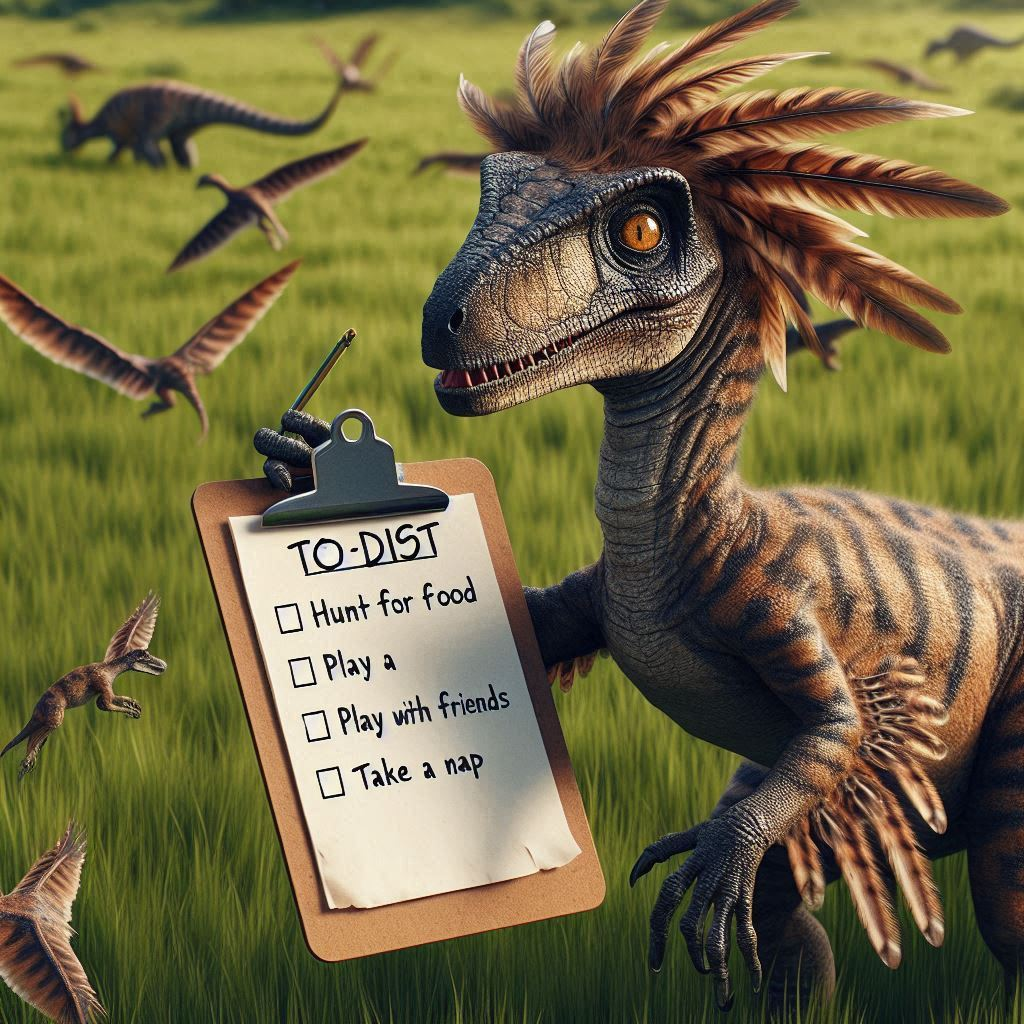 TO-DIST
Hunt for food
Play a
Play with friends
Take a nap